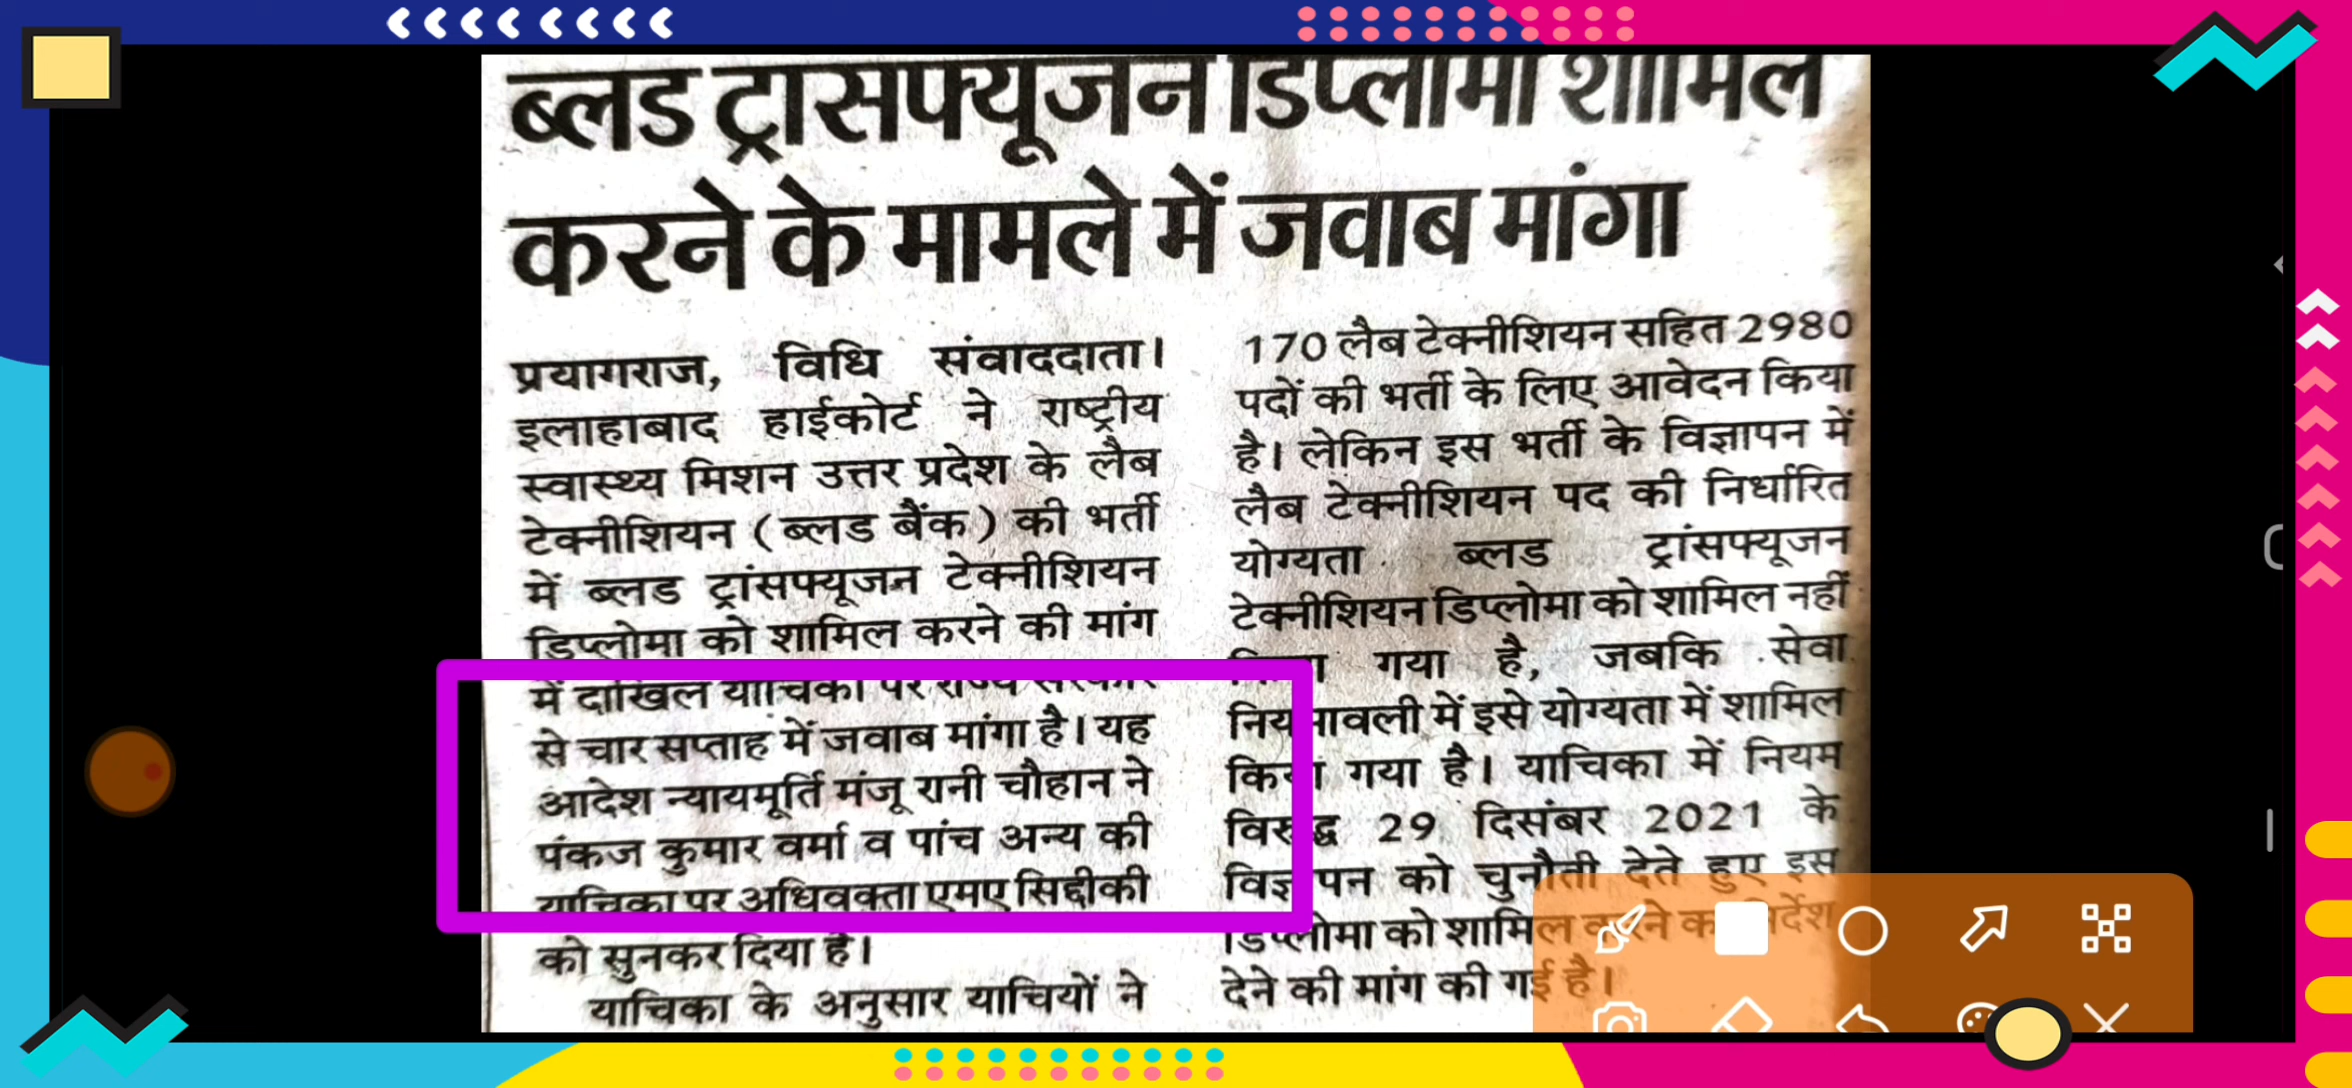 ब्लड ट्रांसफ्यूजन डिप्लोमा शामिल
करने के मामले में जवाब मांगा
प्रयागराज, विधि संवाददाता।
इलाहाबाद हाईकोर्ट ने राष्ट्रीय
स्वास्थ्य मिशन उत्तर प्रदेश के लैब
टेक्नीशियन (ब्लड बैंक) की भर्ती
में ब्लड ट्रांसफ्यूजन टेक्नीशियन
डिप्लोमा को शामिल करने की मांग
में दाखिल याचिका पर राज्य सरकार
से चार सप्ताह में जवाब मांगा है। यह
आदेश न्यायमूर्ति मंजू रानी चौहान ने
पंकज कुमार वर्मा व पांच अन्य की
याचिका पर अधिवक्ता एमए सिद्दीकी
को सुनकर दिया है।
याचिका के अनुसार याचियों ने
170 लैब टेक्नीशियन सहित 2980
पदों की भर्ती के लिए आवेदन किया
है। लेकिन इस भर्ती के विज्ञापन में
लैब टेक्नीशियन पद की निर्धारित
योग्यता ब्लड ट्रांसफ्यूजन
टेक्नीशियन डिप्लोमा को शामिल नहीं
गया है, जबकि सेवा
नियमावली में इसे योग्यता में शामिल
किया गया है। याचिका में नियम
विरुद्ध 29 दिसंबर 2021 के
विज्ञापन को चुनौती देते हुए इस
डिप्लोमा को शामिल करने का निर्देश
देने की मांग की गई है।